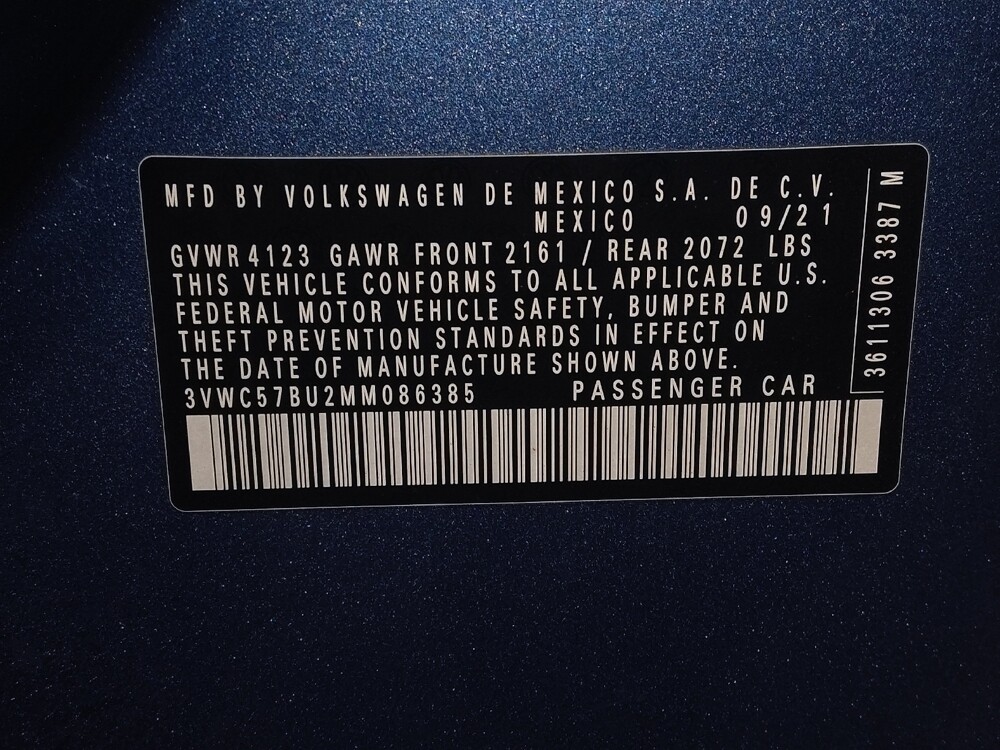 MFD BY VOLKSWAGEN DE MEXICO S.A. DE C.V.
MEXICO 09/21
GVWR 4123 GAWR FRONT 2161 / REAR 2072 LBS
THIS VEHICLE CONFORMS TO ALL APPLICABLE U.S.
FEDERAL MOTOR VEHICLE SAFETY, BUMPER AND
THEFT PREVENTION STANDARDS IN EFFECT ON
THE DATE OF MANUFACTURE SHOWN ABOVE.
3VWC57BU2MM086385 PASSENGER CAR
3611306 3387 M